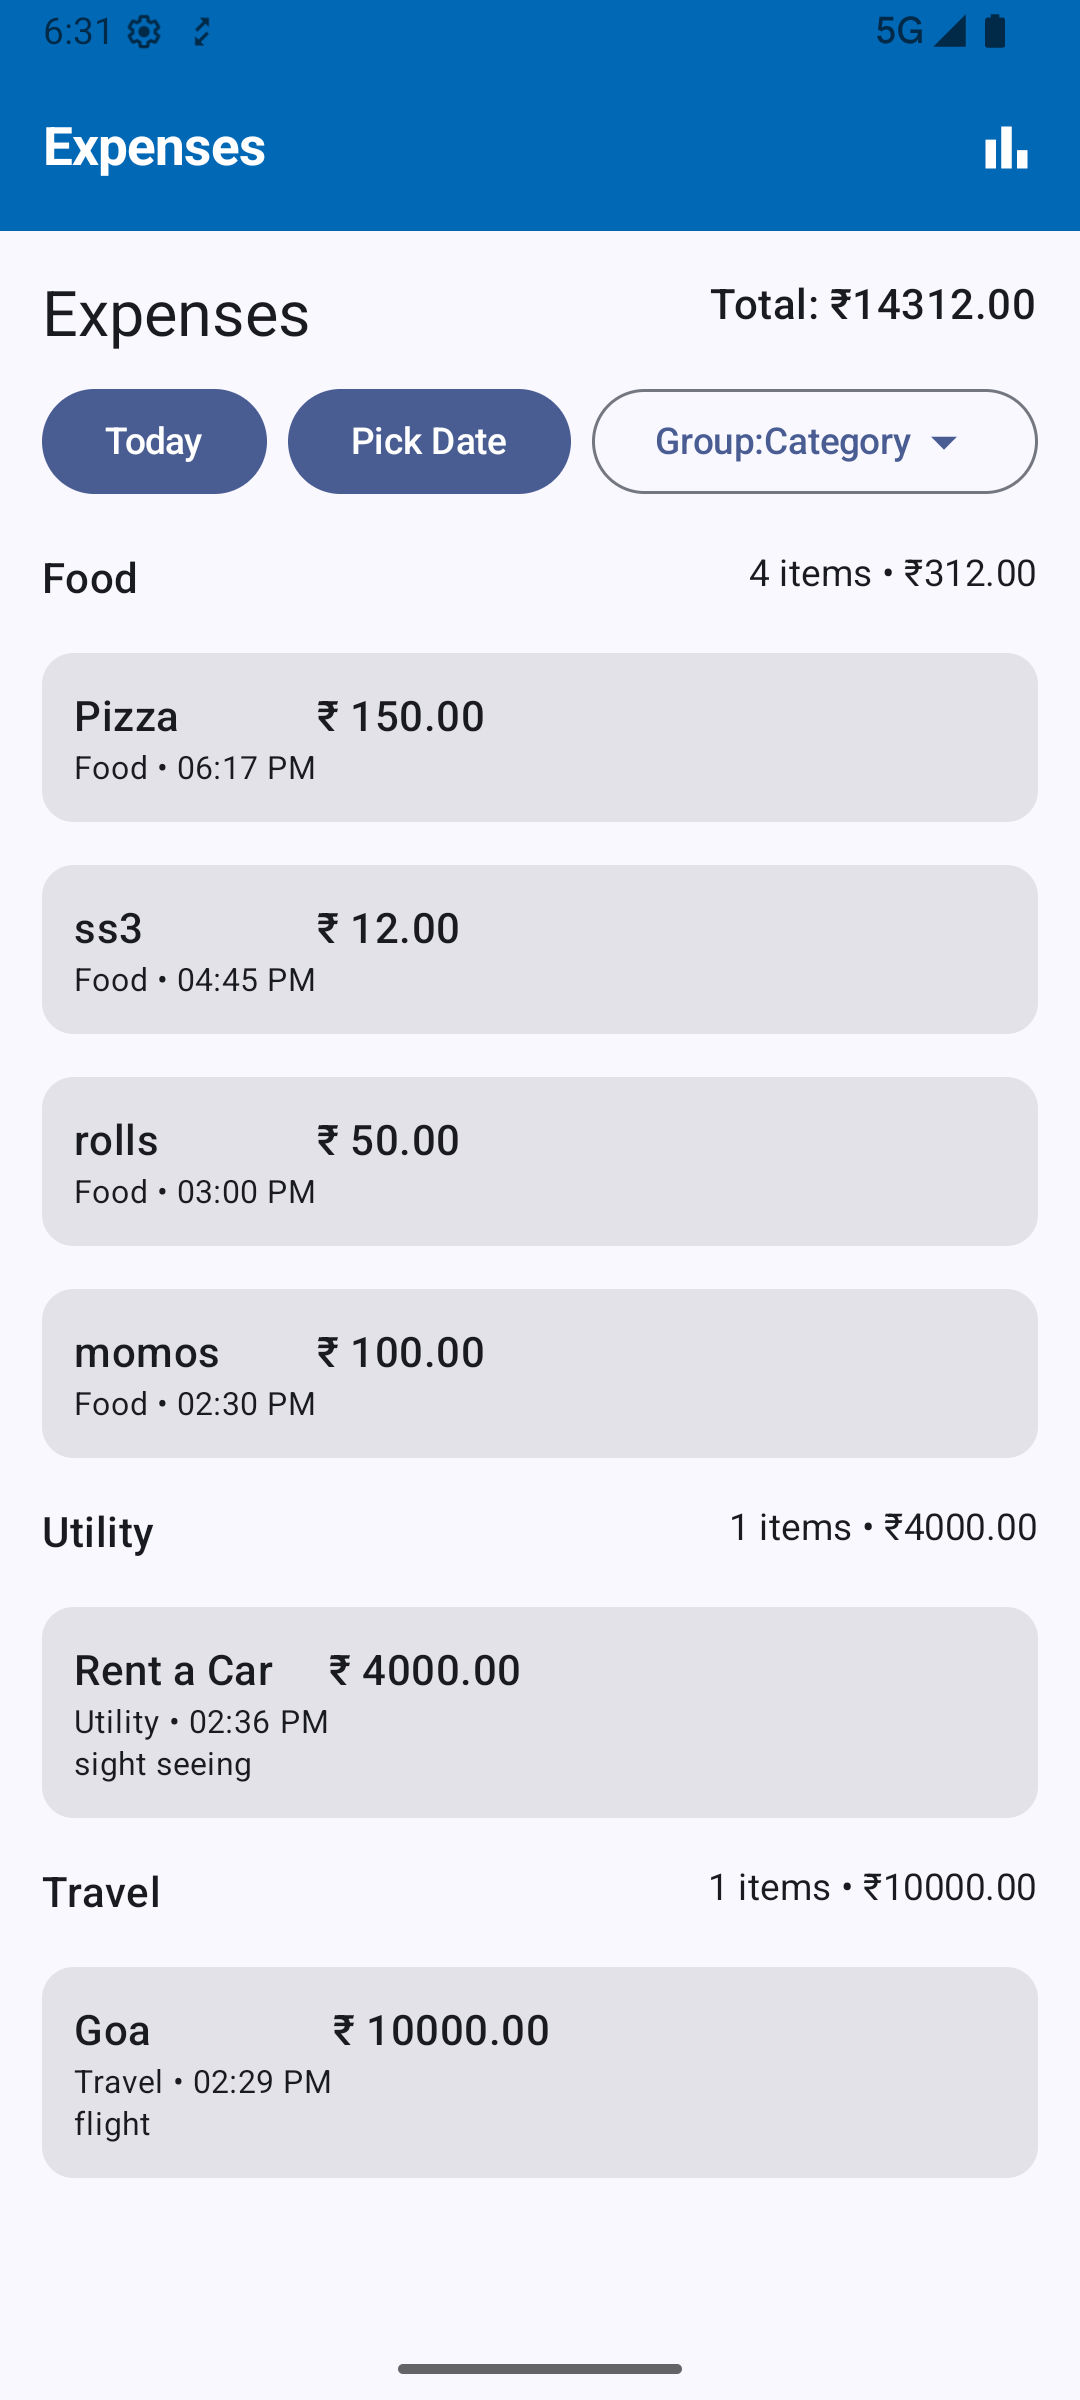 6:31 5G
Expenses
Expenses Total: ₹14312.00
Today Pick Date Group:Category
Food 4 items • ₹312.00
Pizza ₹ 150.00
Food • 06:17 PM
ss3 ₹ 12.00
Food • 04:45 PM
rolls ₹ 50.00
Food • 03:00 PM
momos ₹ 100.00
Food • 02:30 PM
Utility 1 items • ₹4000.00
Rent a Car ₹ 4000.00
Utility • 02:36 PM
sight seeing
Travel 1 items • ₹10000.00
Goa ₹ 10000.00
Travel • 02:29 PM
flight